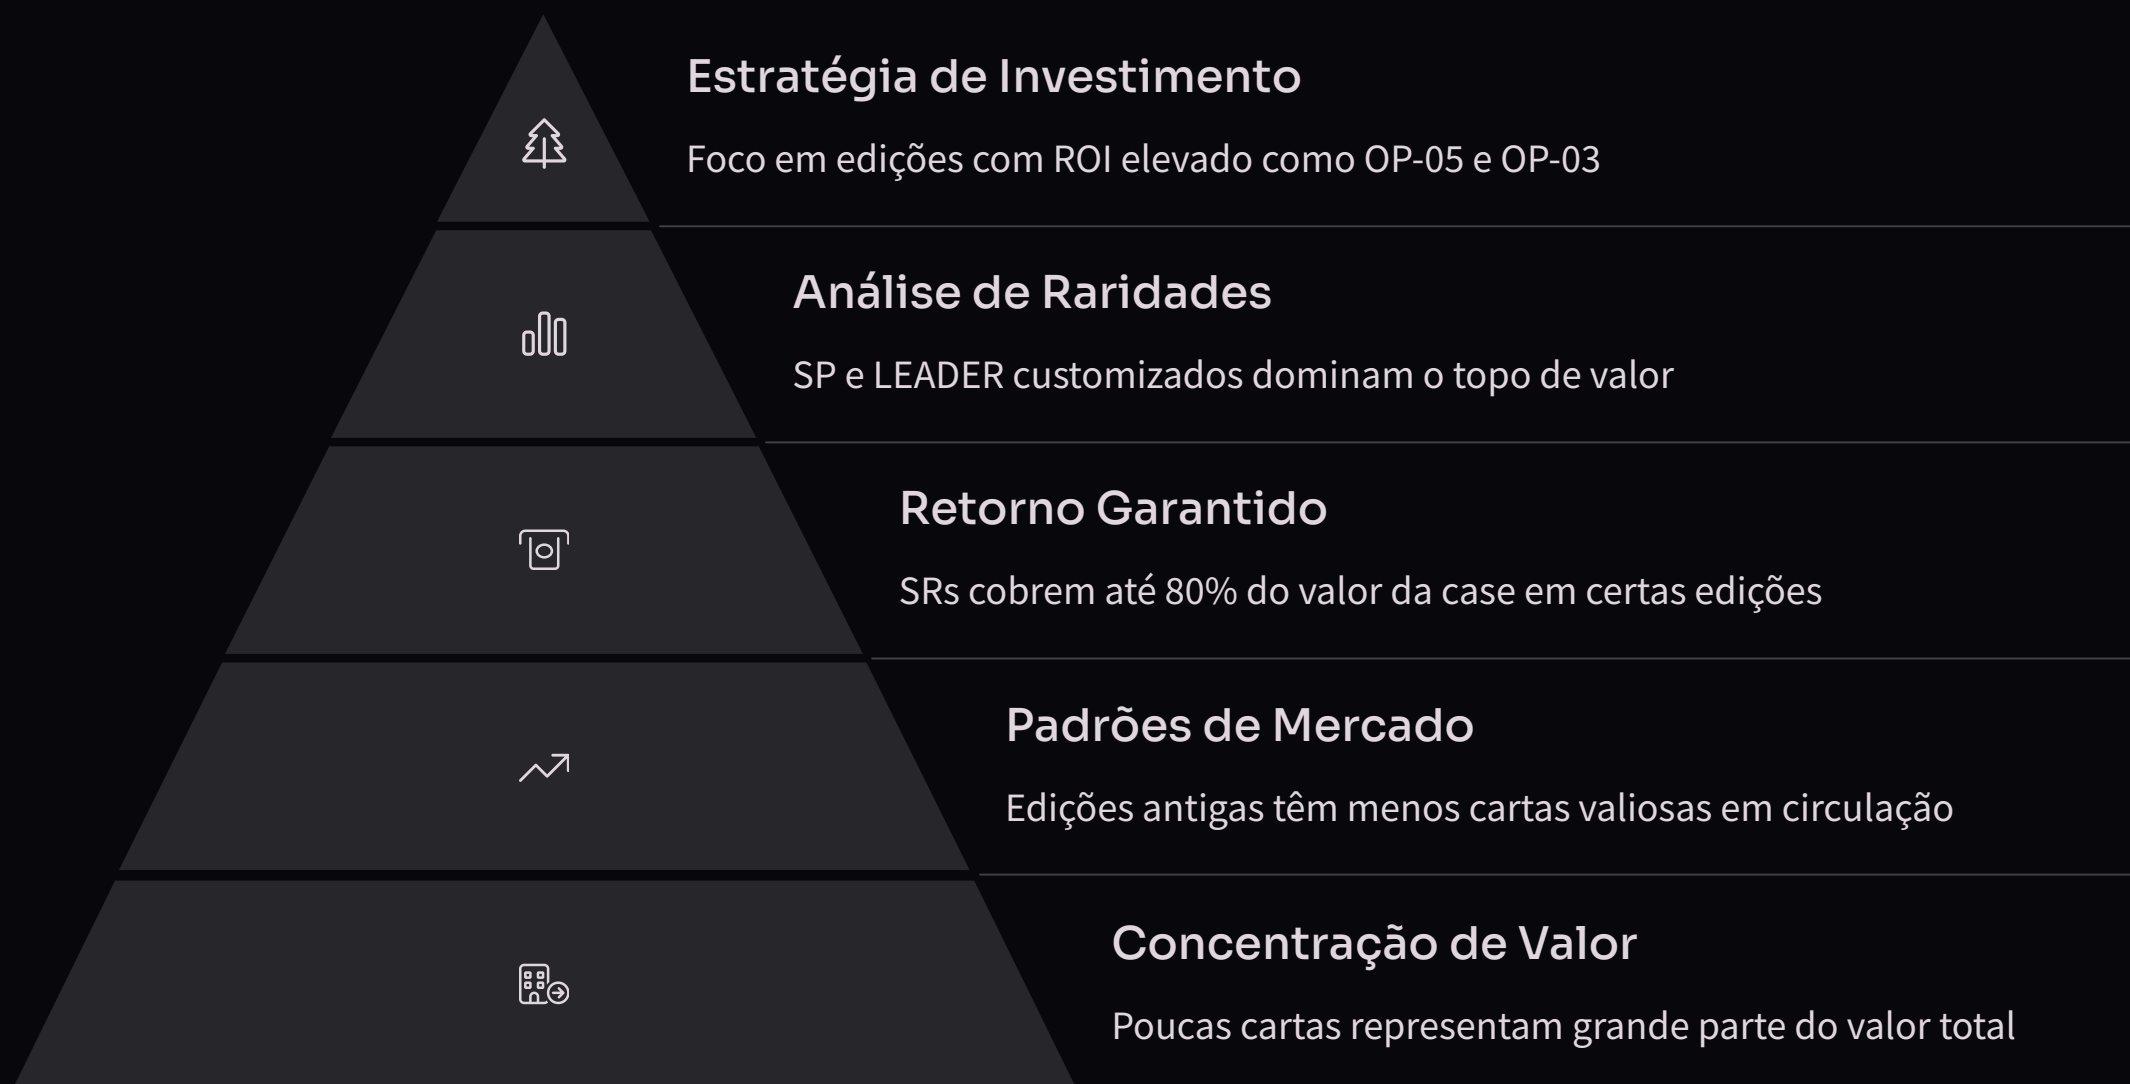 Estratégia de Investimento
Foco em edições com ROI elevado como OP-05 e OP-03
Análise de Raridades
SP e LEADER customizados dominam o topo de valor
Retorno Garantido
SRs cobrem até 80% do valor da case em certas edições
Padrões de Mercado
Edições antigas têm menos cartas valiosas em circulação
Concentração de Valor
Poucas cartas representam grande parte do valor total